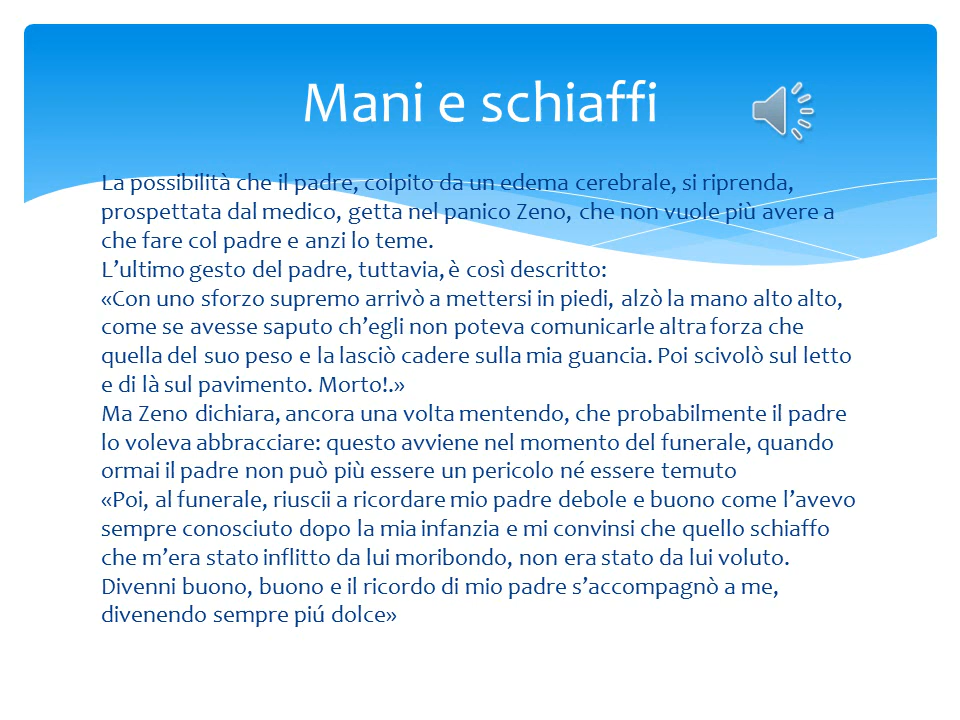 Mani e schiaffi
La possibilità che il padre, colpito da un edema cerebrale, si riprenda,
prospettata dal medico, getta nel panico Zeno, che non vuole più avere a
che fare col padre e anzi lo teme.
L’ultimo gesto del padre, tuttavia, è così descritto:
«Con uno sforzo supremo arrivò a mettersi in piedi, alzò la mano alto alto,
come se avesse saputo ch’egli non poteva comunicarle altra forza che
quella del suo peso e la lasciò cadere sulla mia guancia. Poi scivolò sul letto
e di là sul pavimento. Morto!.»
Ma Zeno dichiara, ancora una volta mentendo, che probabilmente il padre
lo voleva abbracciare: questo avviene nel momento del funerale, quando
ormai il padre non può più essere un pericolo né essere temuto
«Poi, al funerale, riuscii a ricordare mio padre debole e buono come l’avevo
sempre conosciuto dopo la mia infanzia e mi convinsi che quello schiaffo
che m’era stato inflitto da lui moribondo, non era stato da lui voluto.
Divenni buono, buono e il ricordo di mio padre s’accompagnò a me,
divenendo sempre piú dolce»